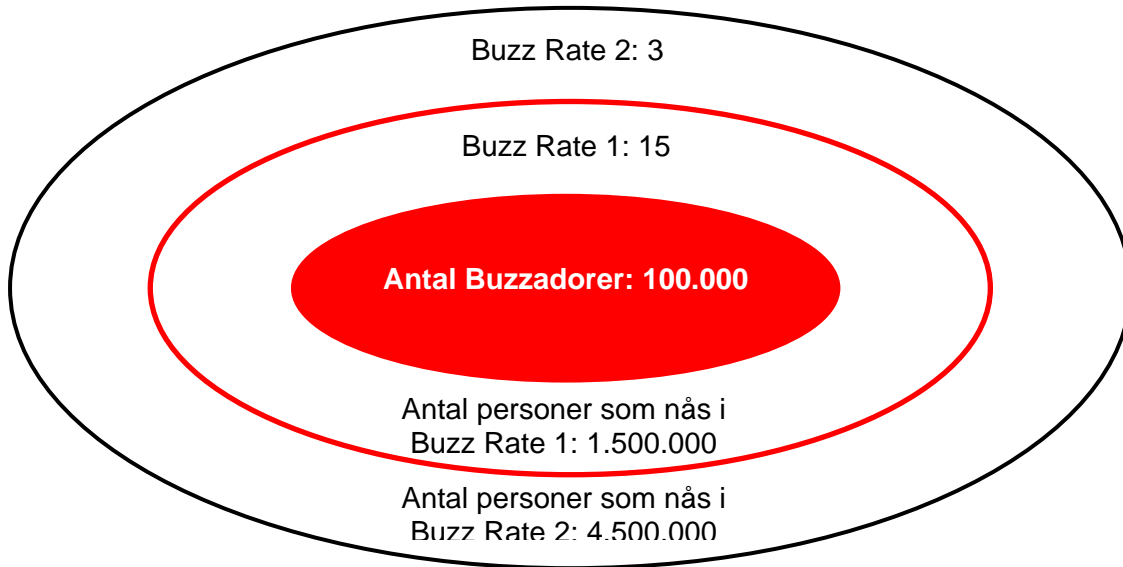 Buzz Rate 2: 3
Buzz Rate 1: 15
Antal Buzzadorer: 100.000
Antal personer som nås i
Buzz Rate 1: 1.500.000
Antal personer som nås i
Buzz Rate 2: 4.500.000